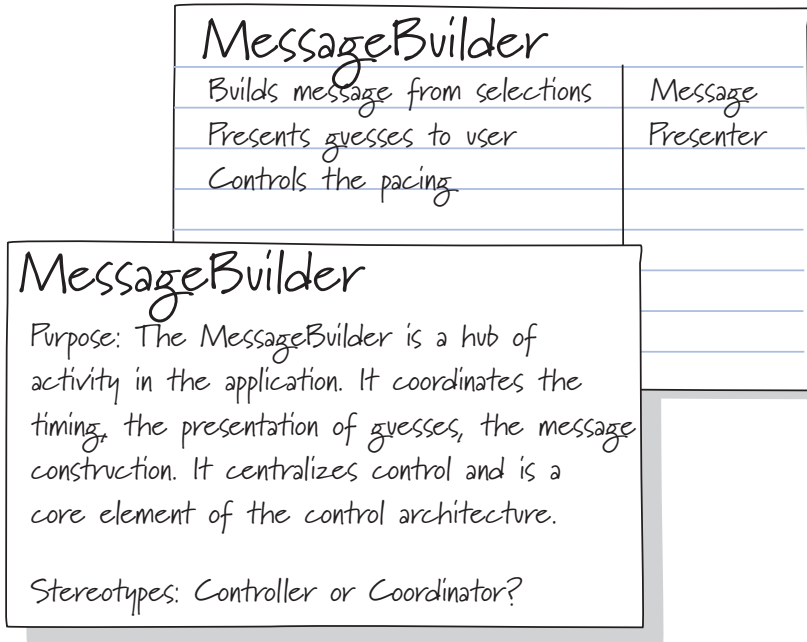 MessageBuilder
Builds message from selections Message
Presents guesses to user Presenter
Controls the pacing
MessageBuilder
Purpose: The MessageBuilder is a hub of
activity in the application. It coordinates the
timing, the presentation of guesses, the message
construction. It centralizes control and is a
core element of the control architecture.
Stereotypes: Controller or Coordinator?